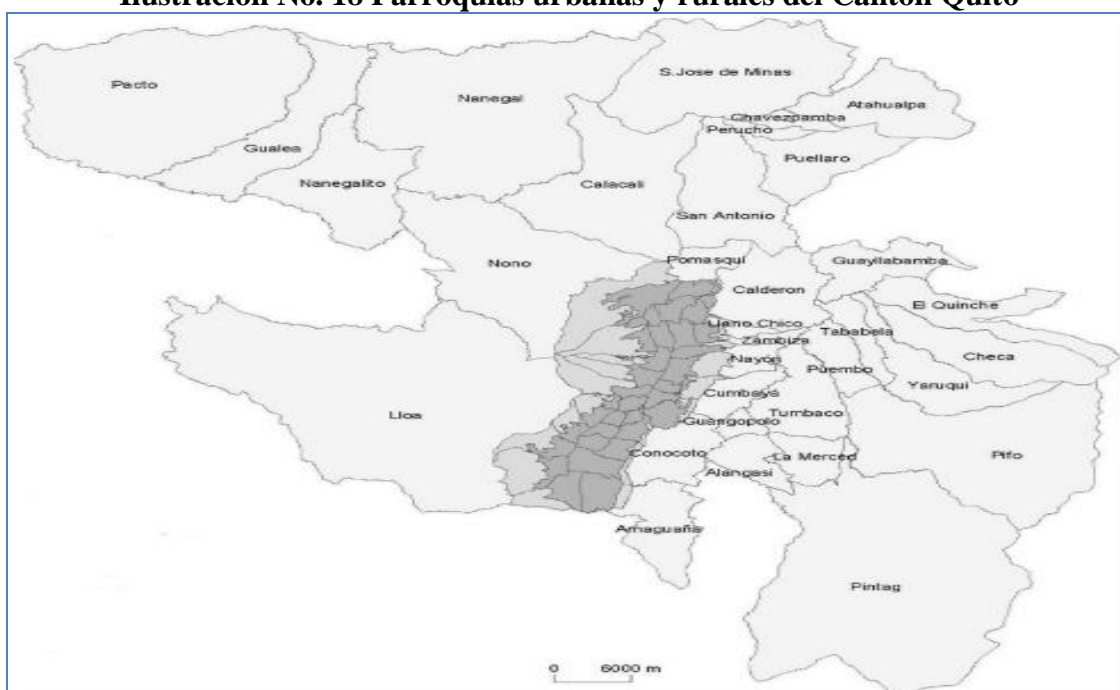 Ilustración No. 18 Parroquias urbanas y rurales del Cantón Quito
S.Jose de Minas
Pacto
Nanegal
Atahualpa
Chavezpamba
Perucho
Gualea
Puellaro
Nanegalito
Calacali
San Antonio
Pomasqui
Guayllabamba
Nono
Calderon
El Quinche
Llano Chico
Tababela
Zambiza
Checa
Nayon
Puembo
Yaruqui
Cumbaya
Lloa
Tumbaco
Guangopolo
Conocoto
La Merced
Pifo
Alangasi
Amaguaña
Pintag
0 6000 m